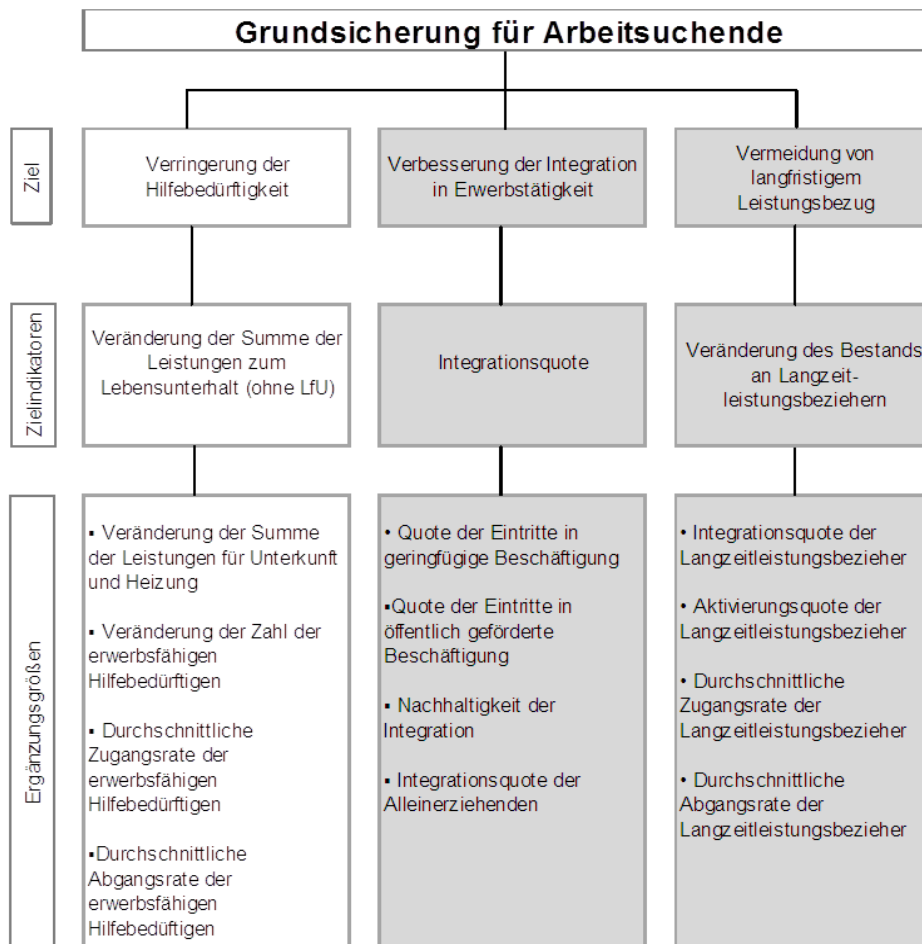 Grundsicherung für Arbeitsuchende
Ziel
Verringerung der
Hilfebedürftigkeit
Verbesserung der Integration
in Erwerbstätigkeit
Vermeidung von
langfristigem
Leistungsbezug
Zielindikatoren
Veränderung der Summe der
Leistungen zum
Lebensunterhalt (ohne LfU)
Integrationsquote
Veränderung des Bestands
an Langzeit-
leistungsbeziehern
Ergänzungsgrößen
▪ Veränderung der Summe
der Leistungen für Unterkunft
und Heizung
▪ Veränderung der Zahl der
erwerbsfähigen
Hilfebedürftigen
▪ Durchschnittliche
Zugangsrate der
erwerbsfähigen
Hilfebedürftigen
▪Durchschnittliche
Abgangsrate der
erwerbsfähigen
Hilfebedüftigen
• Quote der Eintritte in
geringfügige Beschäftigung
▪Quote der Eintritte in
öffentlich geförderte
Beschäftigung
▪ Nachhaltigkeit der
Integration
▪ Integrationsquote der
Alleinerziehenden
• Integrationsquote der
Langzeitleistungsbezieher
• Aktivierungsquote der
Langzeitleistungsbezieher
• Durchschnittliche
Zugangsrate der
Langzeitleistungsbezieher
• Durchschnittliche
Abgangsrate der
Langzeitleistungsbezieher